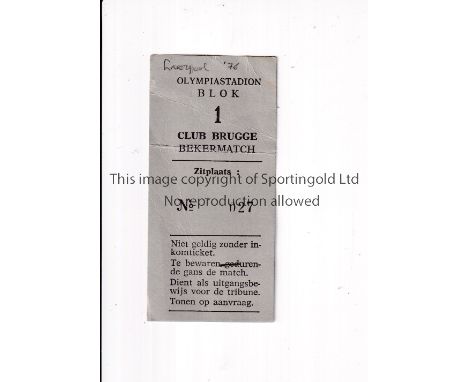 Liverpool '76
OLYMPIASTADION
BLOK
1
CLUB BRUGGE
BEKERMATCH
Zitplaats :
This image copyright of Sportingold Ltd
No reproduction allowed
Nº 027
Niet geldig zonder in-
komticket.
Te bewaren geduren-
de gans de match.
Dient als uitgangsbe-
wijs voor de tribune.
Tonen op aanvraag.